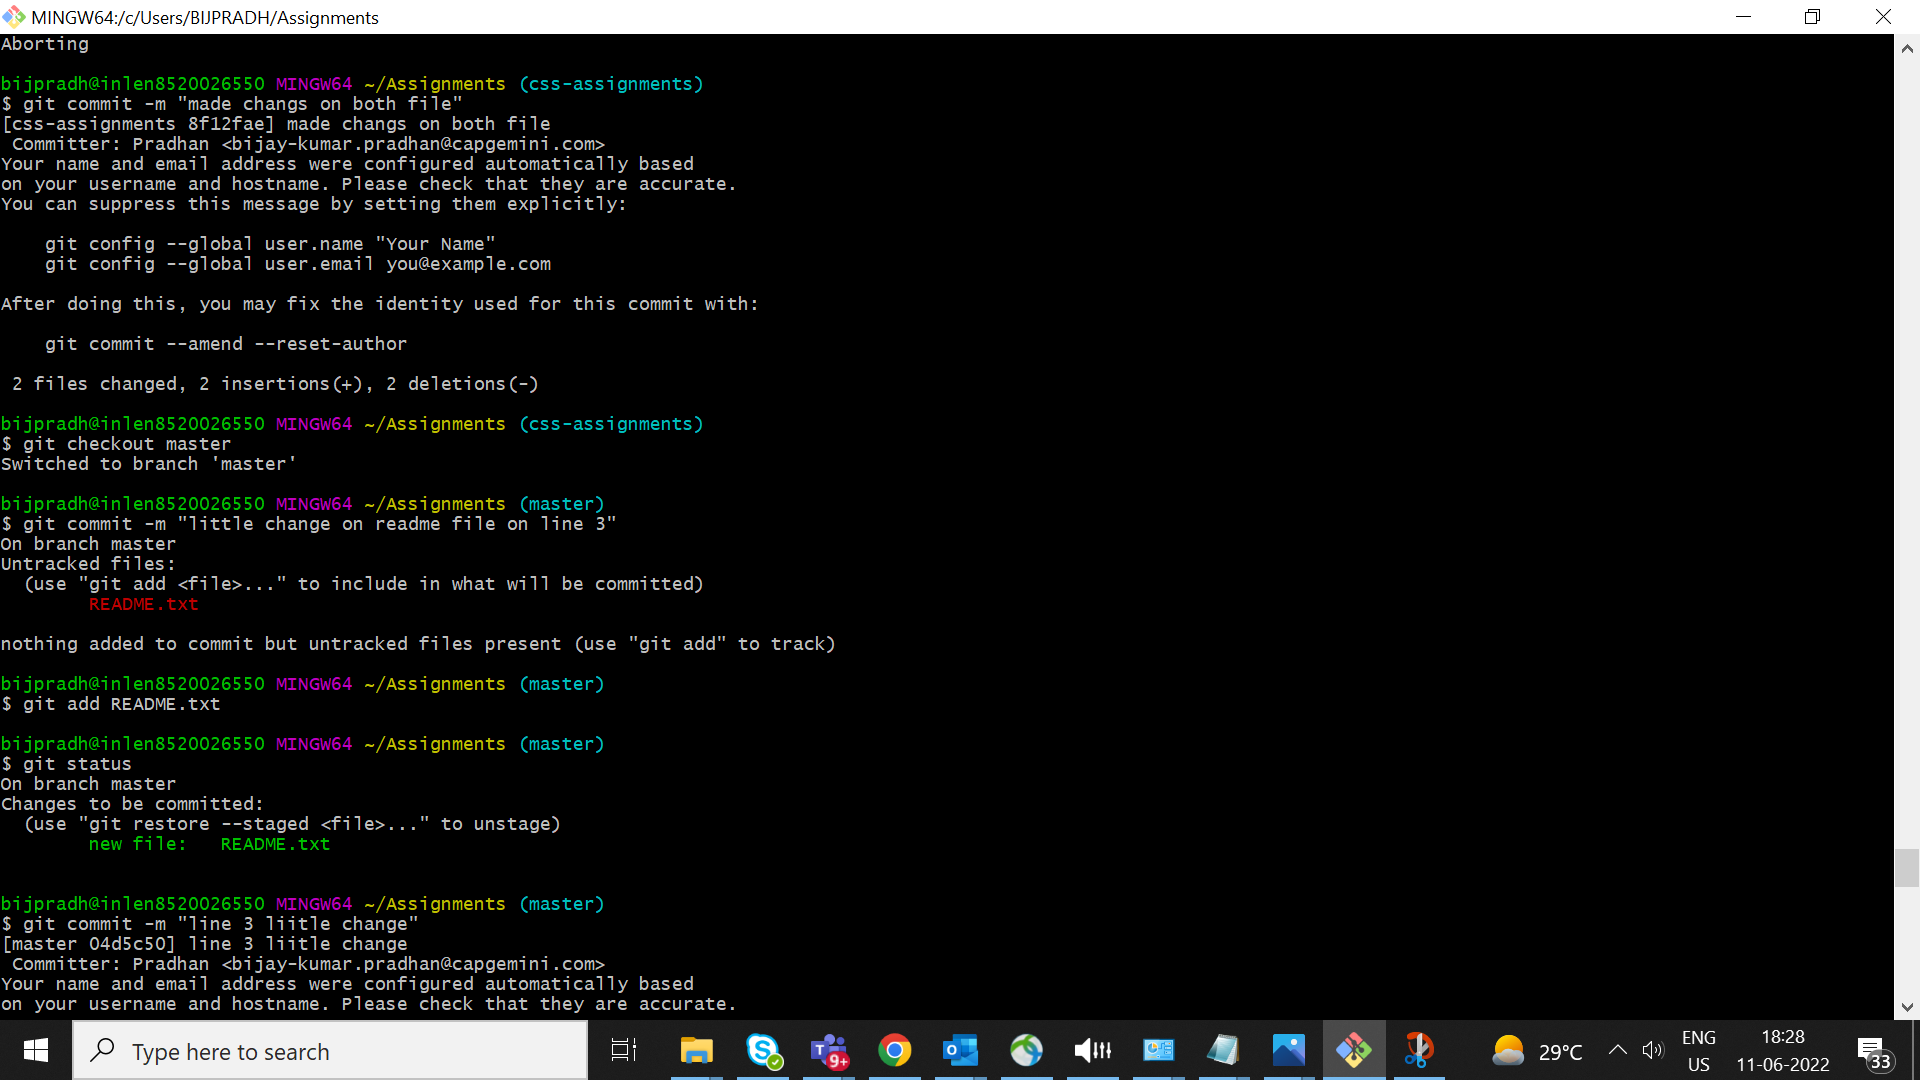 MINGW64:/c/Users/BIJPRADH/Assignments
Aborting
bijpradh@inlen8520026550 MINGW64 ~/Assignments (css-assignments)
$ git commit -m "made changs on both file"
[css-assignments 8f12fae] made changs on both file
Committer: Pradhan <bijay-kumar.pradhan@capgemini.com>
Your name and email address were configured automatically based
on your username and hostname. Please check that they are accurate.
You can suppress this message by setting them explicitly:
git config --global user.name "Your Name"
git config --global user.email you@example.com
After doing this, you may fix the identity used for this commit with:
git commit --amend --reset-author
2 files changed, 2 insertions(+), 2 deletions(-)
bijpradh@inlen8520026550 MINGW64 ~/Assignments (css-assignments)
$ git checkout master
Switched to branch 'master'
bijpradh@inlen8520026550 MINGW64 ~/Assignments (master)
$ git commit -m "little change on readme file on line 3"
On branch master
Untracked files:
(use "git add <file>..." to include in what will be committed)
README.txt
nothing added to commit but untracked files present (use "git add" to track)
bijpradh@inlen8520026550 MINGW64 ~/Assignments (master)
$ git add README.txt
bijpradh@inlen8520026550 MINGW64 ~/Assignments (master)
$ git status
On branch master
Changes to be committed:
(use "git restore --staged <file>..." to unstage)
new file:   README.txt
bijpradh@inlen8520026550 MINGW64 ~/Assignments (master)
$ git commit -m "line 3 liitle change"
[master 04d5c50] line 3 liitle change
Committer: Pradhan <bijay-kumar.pradhan@capgemini.com>
Your name and email address were configured automatically based
on your username and hostname. Please check that they are accurate.
Type here to search
9+
29°C
ENG
US
18:28
11-06-2022
33